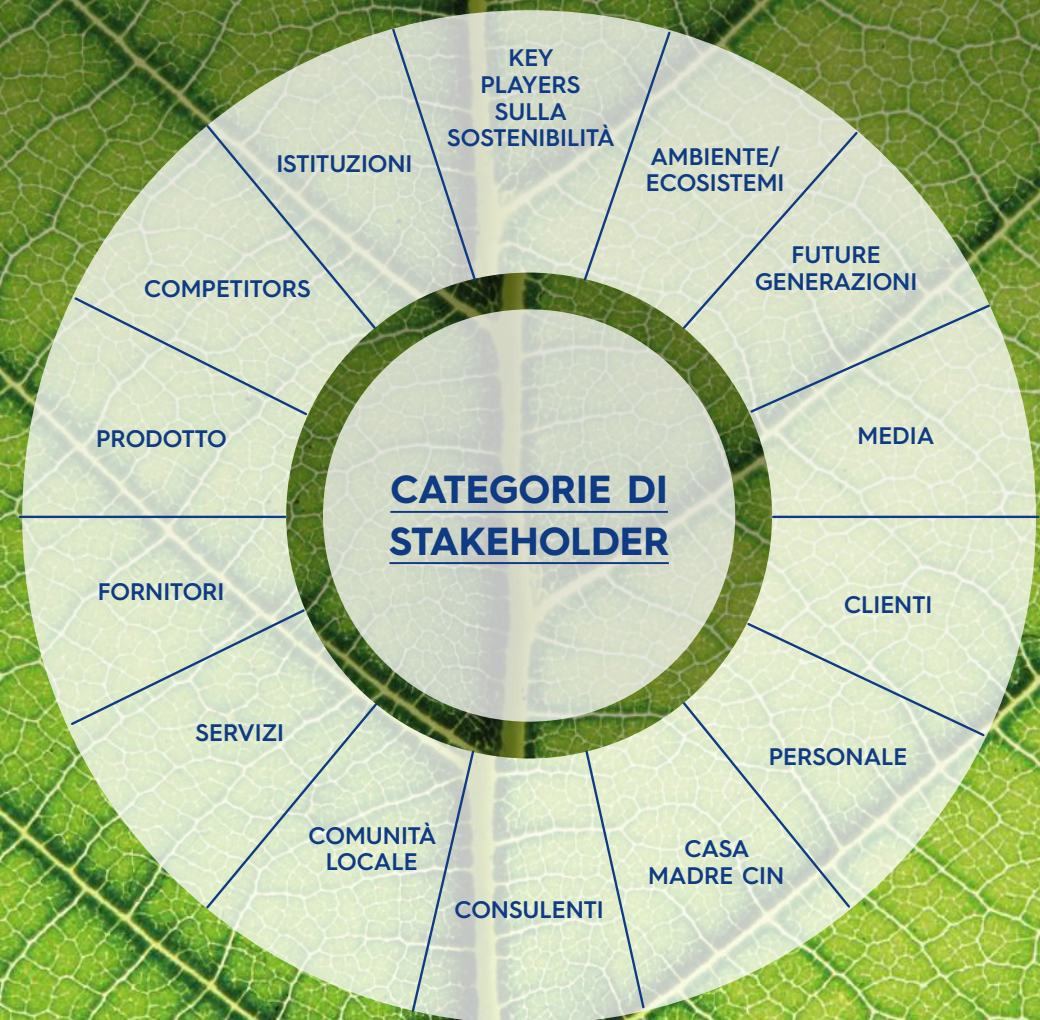 KEY
PLAYERS
SULLA
SOSTENIBILITÀ
AMBIENTE/
ECOSISTEMI
FUTURE
GENERAZIONI
MEDIA
CLIENTI
PERSONALE
CASA
MADRE CIN
CONSULENTI
COMUNITÀ
LOCALE
SERVIZI
FORNITORI
PRODOTTO
COMPETITORS
ISTITUZIONI
CATEGORIE DI
STAKEHOLDER